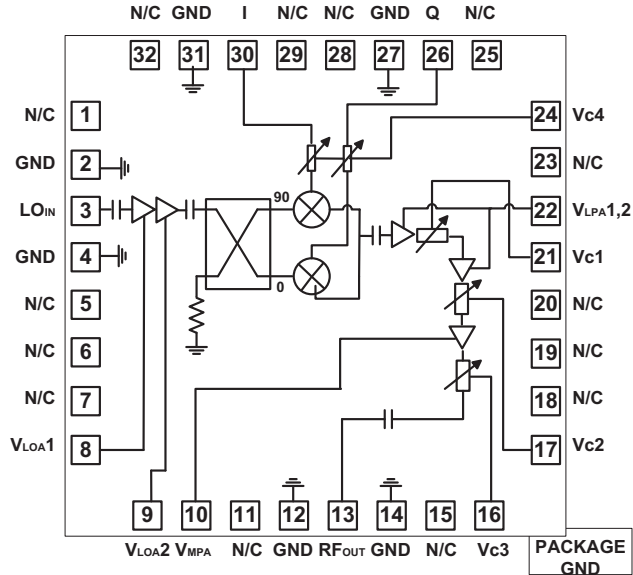 N/C GND I N/C N/C GND Q N/C
32 31 30 29 28 27 26 25
N/C 1
24 Vc4
GND 2
23 N/C
90
LOIN 3
22 VLPA1,2
GND 4
21 Vc1
0
N/C 5
20 N/C
N/C 6
19 N/C
N/C 7
18 N/C
VLOA1 8
17 Vc2
9 10 11 12 13 14 15 16
VLOA2 VMPA N/C GND RFOUT GND N/C Vc3
PACKAGE
GND